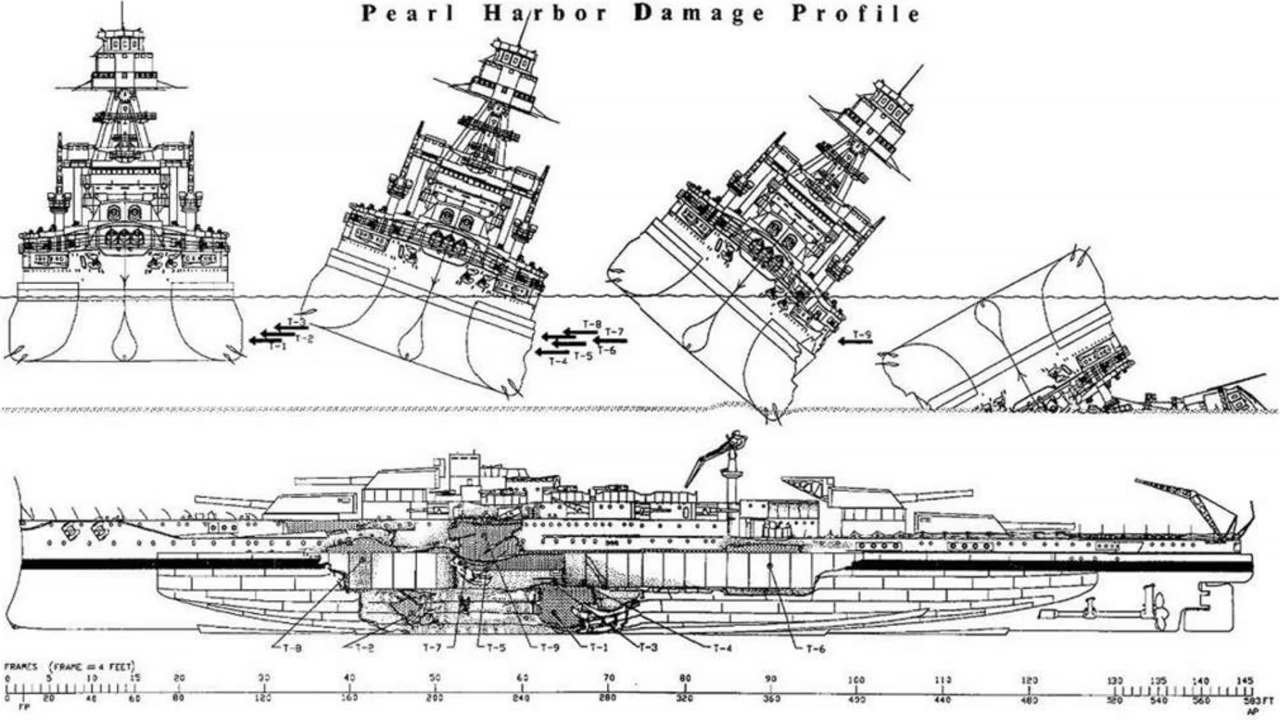 Pearl Harbor Damage Profile
T-3
T-2
T-1
T-8
T-7
T-6
T-5
T-4
T-9
T-8 T-2 T-7 T-5 T-9 T-1 T-3 T-4 T-6
FRAMES (FRAME = 4 FEET)
0 5 10 15 20 30 40 50 60 70 80 90 100 110 120 130 135 140 145
0 20 40 60 80 120 160 200 240 280 320 360 400 440 480 520 540 560 583 FT
FP AP